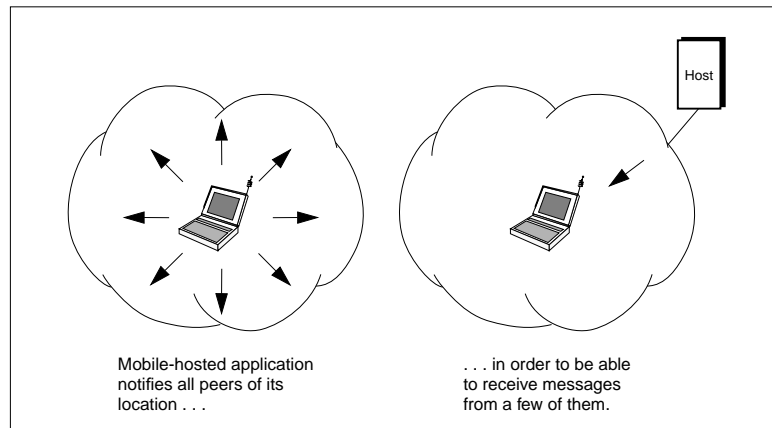 Host
Mobile-hosted application
notifies all peers of its
location . . .
. . . in order to be able
to receive messages
from a few of them.